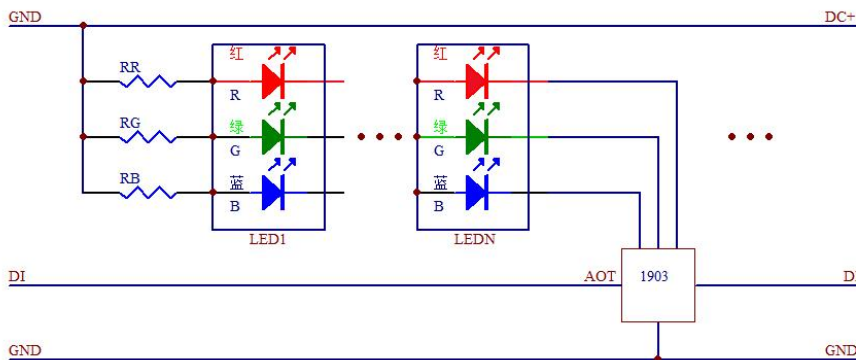 GND DC+
红 红
RR R R
绿 绿
RG G G
蓝 蓝
RB B B
LED1 LEDN
DI AOT 1903 D
GND GND